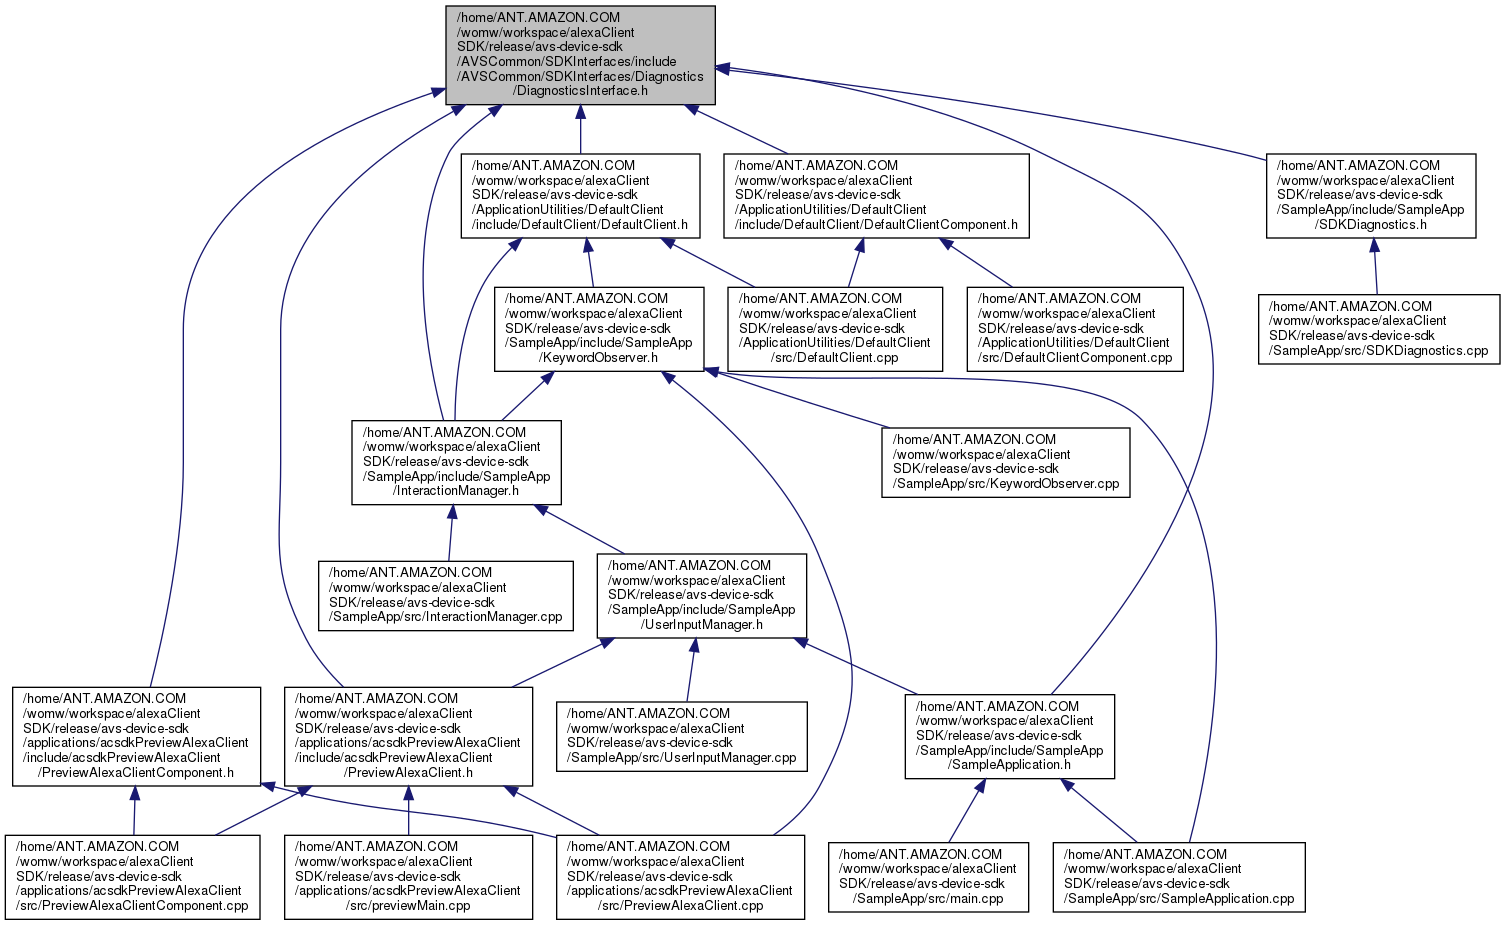 /home/ANT.AMAZON.COM
/womw/workspace/alexaClient
SDK/release/avs-device-sdk
/AVSCommon/SDKInterfaces/include
/AVSCommon/SDKInterfaces/Diagnostics
/DiagnosticsInterface.h
/home/ANT.AMAZON.COM
/womw/workspace/alexaClient
SDK/release/avs-device-sdk
/ApplicationUtilities/DefaultClient
/include/DefaultClient/DefaultClient.h
/home/ANT.AMAZON.COM
/womw/workspace/alexaClient
SDK/release/avs-device-sdk
/ApplicationUtilities/DefaultClient
/include/DefaultClient/DefaultClientComponent.h
/home/ANT.AMAZON.COM
/womw/workspace/alexaClient
SDK/release/avs-device-sdk
/SampleApp/include/SampleApp
/SDKDiagnostics.h
/home/ANT.AMAZON.COM
/womw/workspace/alexaClient
SDK/release/avs-device-sdk
/SampleApp/include/SampleApp
/KeywordObserver.h
/home/ANT.AMAZON.COM
/womw/workspace/alexaClient
SDK/release/avs-device-sdk
/ApplicationUtilities/DefaultClient
/src/DefaultClient.cpp
/home/ANT.AMAZON.COM
/womw/workspace/alexaClient
SDK/release/avs-device-sdk
/ApplicationUtilities/DefaultClient
/src/DefaultClientComponent.cpp
/home/ANT.AMAZON.COM
/womw/workspace/alexaClient
SDK/release/avs-device-sdk
/SampleApp/src/SDKDiagnostics.cpp
/home/ANT.AMAZON.COM
/womw/workspace/alexaClient
SDK/release/avs-device-sdk
/SampleApp/include/SampleApp
/InteractionManager.h
/home/ANT.AMAZON.COM
/womw/workspace/alexaClient
SDK/release/avs-device-sdk
/SampleApp/src/KeywordObserver.cpp
/home/ANT.AMAZON.COM
/womw/workspace/alexaClient
SDK/release/avs-device-sdk
/SampleApp/src/InteractionManager.cpp
/home/ANT.AMAZON.COM
/womw/workspace/alexaClient
SDK/release/avs-device-sdk
/SampleApp/include/SampleApp
/UserInputManager.h
/home/ANT.AMAZON.COM
/womw/workspace/alexaClient
SDK/release/avs-device-sdk
/applications/acsdkPreviewAlexaClient
/include/acsdkPreviewAlexaClient
/PreviewAlexaClientComponent.h
/home/ANT.AMAZON.COM
/womw/workspace/alexaClient
SDK/release/avs-device-sdk
/applications/acsdkPreviewAlexaClient
/include/acsdkPreviewAlexaClient
/PreviewAlexaClient.h
/home/ANT.AMAZON.COM
/womw/workspace/alexaClient
SDK/release/avs-device-sdk
/SampleApp/src/UserInputManager.cpp
/home/ANT.AMAZON.COM
/womw/workspace/alexaClient
SDK/release/avs-device-sdk
/SampleApp/include/SampleApp
/SampleApplication.h
/home/ANT.AMAZON.COM
/womw/workspace/alexaClient
SDK/release/avs-device-sdk
/applications/acsdkPreviewAlexaClient
/src/PreviewAlexaClientComponent.cpp
/home/ANT.AMAZON.COM
/womw/workspace/alexaClient
SDK/release/avs-device-sdk
/applications/acsdkPreviewAlexaClient
/src/previewMain.cpp
/home/ANT.AMAZON.COM
/womw/workspace/alexaClient
SDK/release/avs-device-sdk
/applications/acsdkPreviewAlexaClient
/src/PreviewAlexaClient.cpp
/home/ANT.AMAZON.COM
/womw/workspace/alexaClient
SDK/release/avs-device-sdk
/SampleApp/src/main.cpp
/home/ANT.AMAZON.COM
/womw/workspace/alexaClient
SDK/release/avs-device-sdk
/SampleApp/src/SampleApplication.cpp